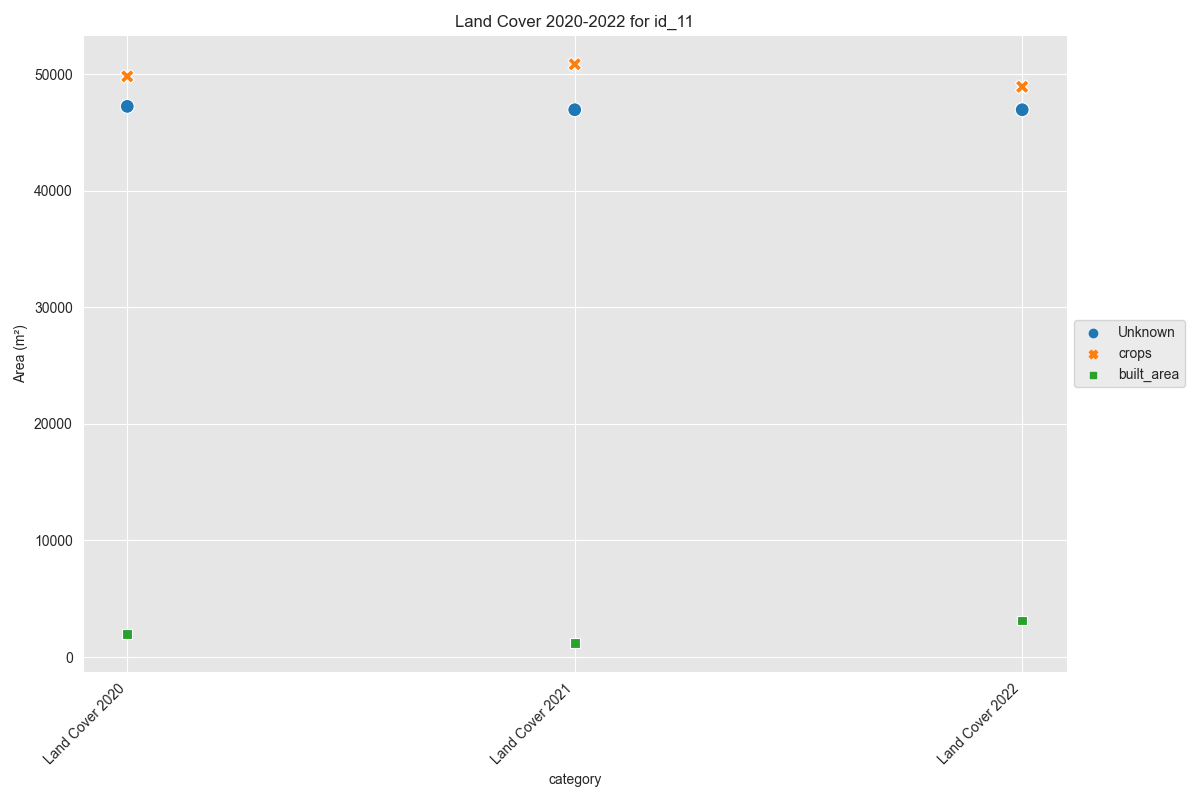 Land Cover 2020-2022 for id_11
50000
40000
30000
20000
10000
0
Area (m²)
Land Cover 2020
Land Cover 2021
Land Cover 2022
category
Unknown
crops
built_area